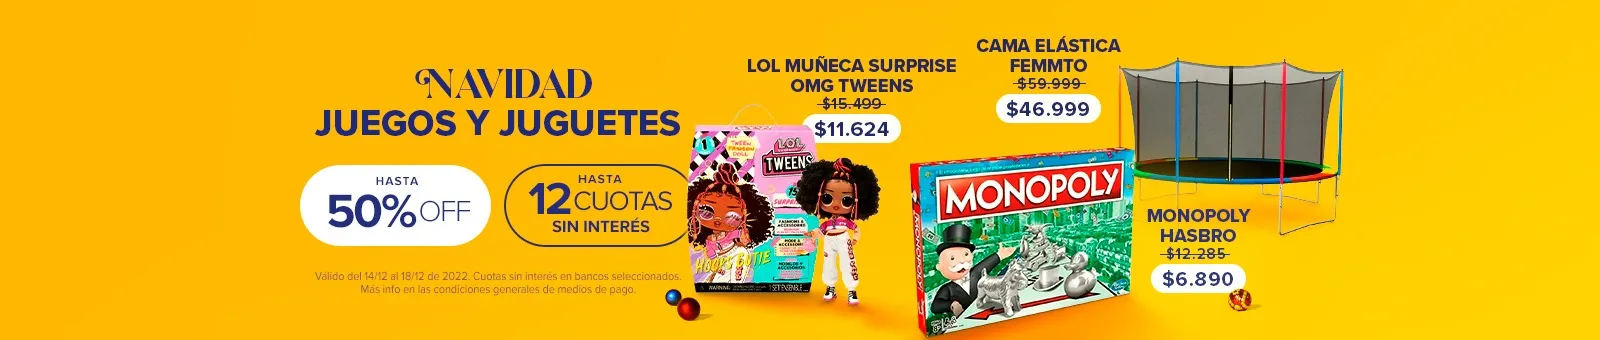 NAVIDAD
JUEGOS Y JUGUETES
HASTA
50% OFF
HASTA
12 CUOTAS
SIN INTERÉS
Válido del 14/12 al 18/12 de 2022. Cuotas sin interés en bancos seleccionados.
Más info en las condiciones generales de medios de pago.
LOL MUÑECA SURPRISE
OMG TWEENS
$15.499
$11.624
LOL
TWEENS
HOOPS CUTIE
CAMA ELÁSTICA
FEMMTO
$59.999
$46.999
MONOPOLY
MONOPOLY
HASBRO
$12.285
$6.890